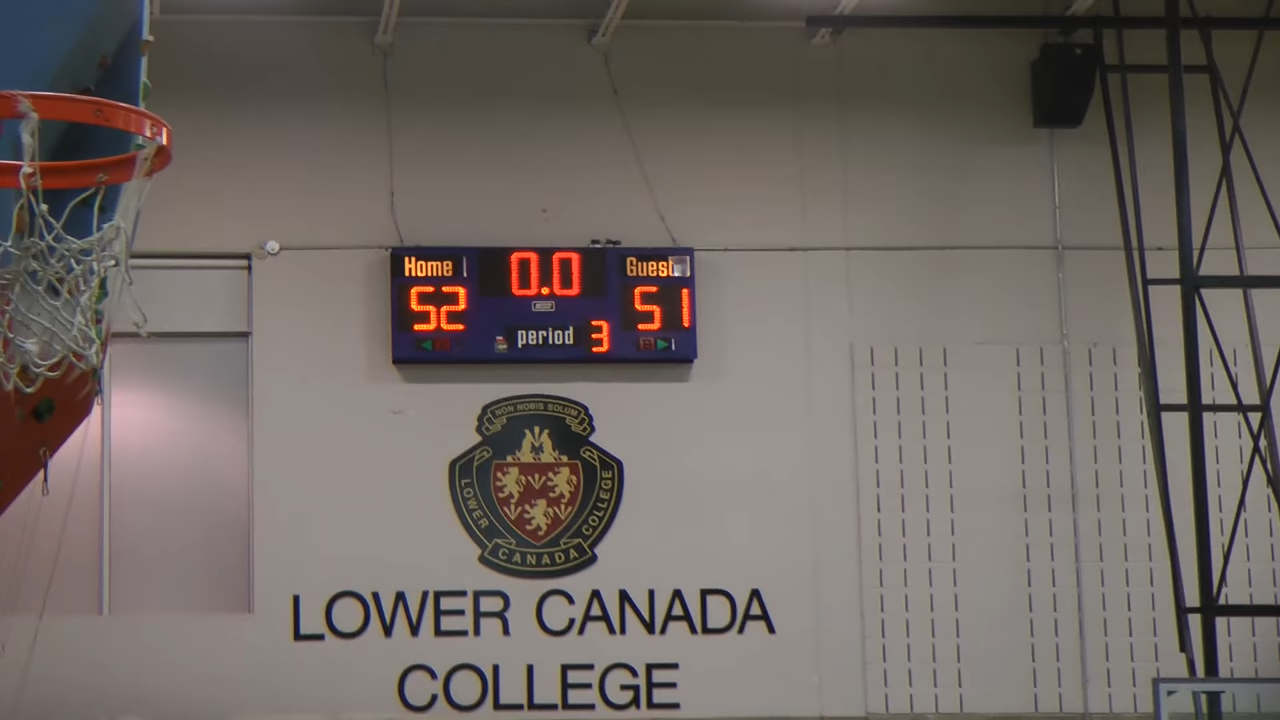 Home
0.0
Guest
52
51
period 3
NON NOBIS SOLUM
LOWER
CANADA
COLLEGE
LOWER CANADA
COLLEGE